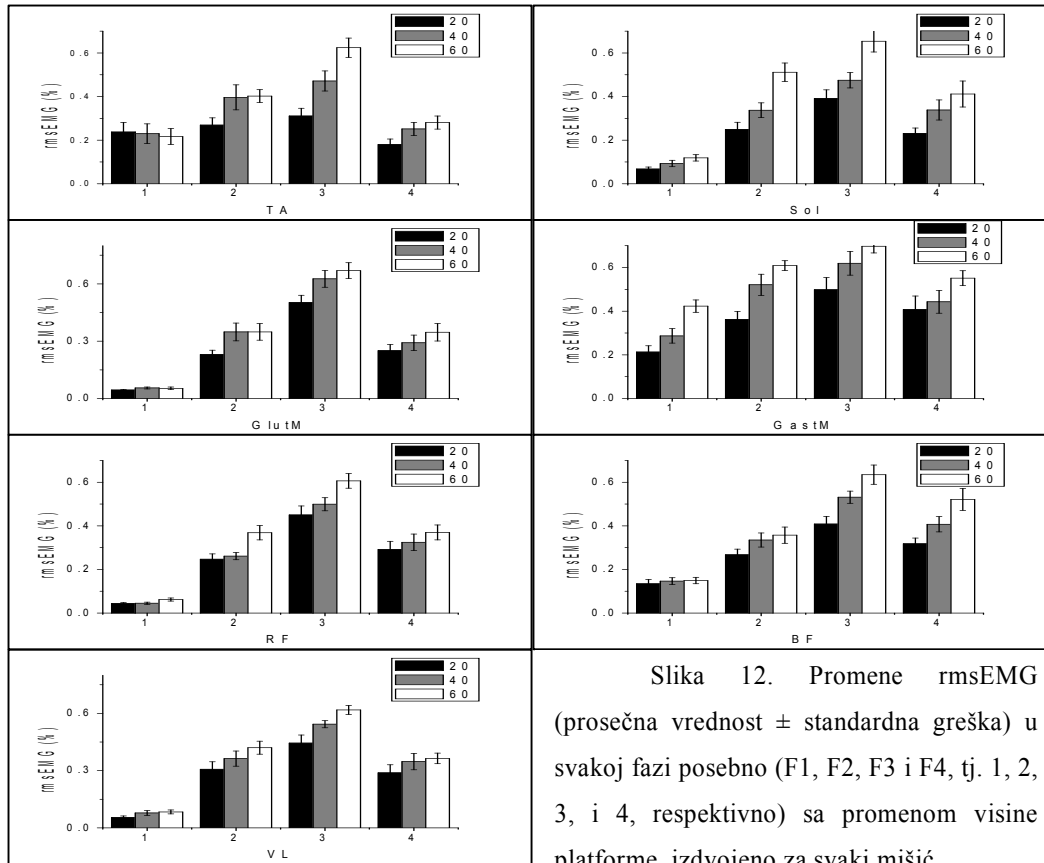 20
40
60
rmsEMG (%)
0.6
0.4
0.2
0.0
1 2 3 4
TA
20
40
60
rmsEMG (%)
0.6
0.4
0.2
0.0
1 2 3 4
Sol
20
40
60
rmsEMG (%)
0.6
0.3
0.0
1 2 3 4
GlutM
20
40
60
rmsEMG (%)
0.6
0.4
0.2
0.0
1 2 3 4
GastM
20
40
60
rmsEMG (%)
0.6
0.4
0.2
0.0
1 2 3 4
RF
20
40
60
rmsEMG (%)
0.6
0.4
0.2
0.0
1 2 3 4
BF
20
40
60
rmsEMG (%)
0.6
0.3
0.0
1 2 3 4
VL
Slika 12. Promene rmsEMG
(prosečna vrednost ± standardna greška) u
svakoj fazi posebno (F1, F2, F3 i F4, tj. 1, 2,
3, i 4, respektivno) sa promenom visine
platforme, izdvojeno za svaki mišić